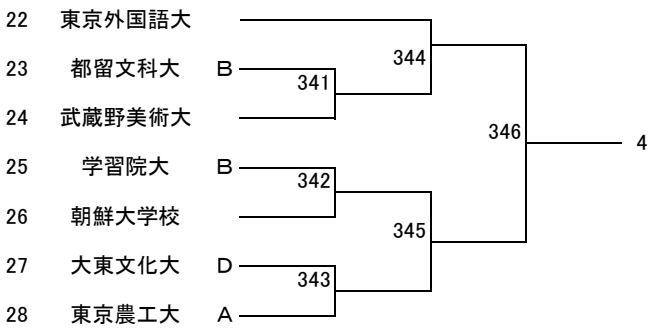 22 東京外国語大
344
23 都留文科大 B
341
24 武蔵野美術大
346
4
25 学習院大 B
342
26 朝鮮大学校
345
27 大東文化大 D
343
28 東京農工大 A